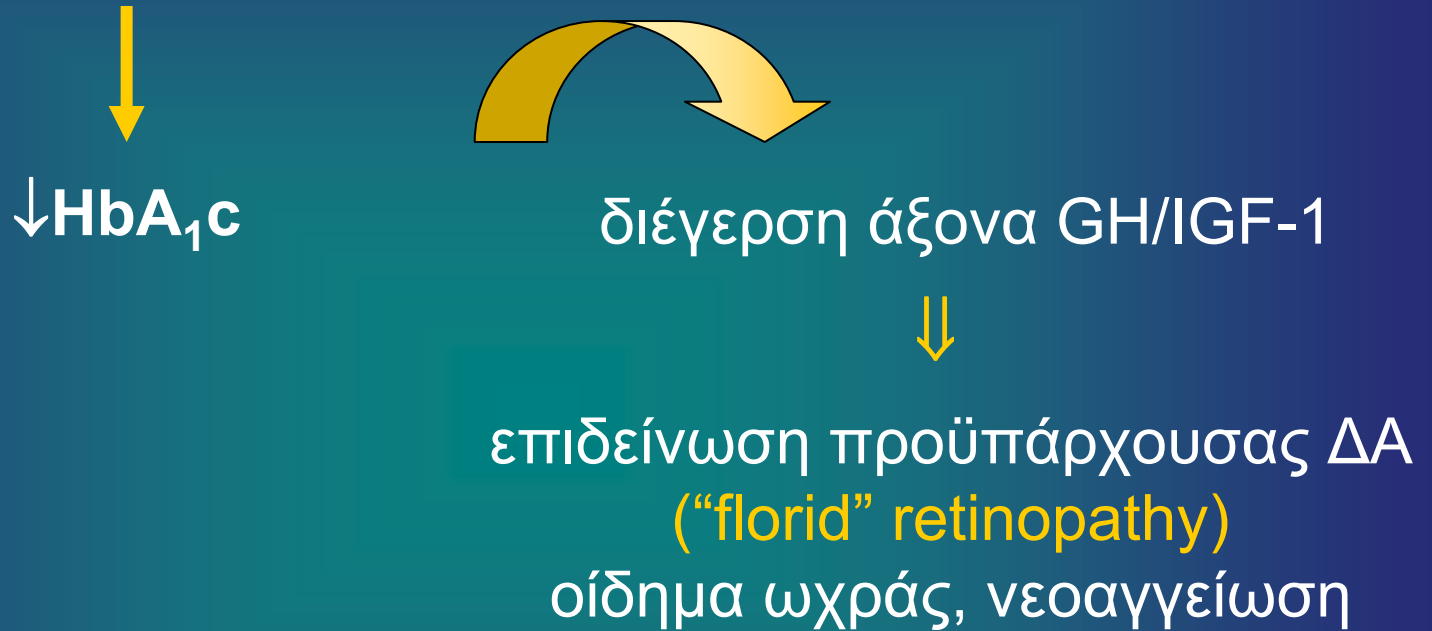 ↓HbA₁c
διέγερση άξονα GH/IGF-1
⇓
επιδείνωση προϋπάρχουσας ΔΑ
(“florid” retinopathy)
οίδημα ωχράς, νεοαγγείωση